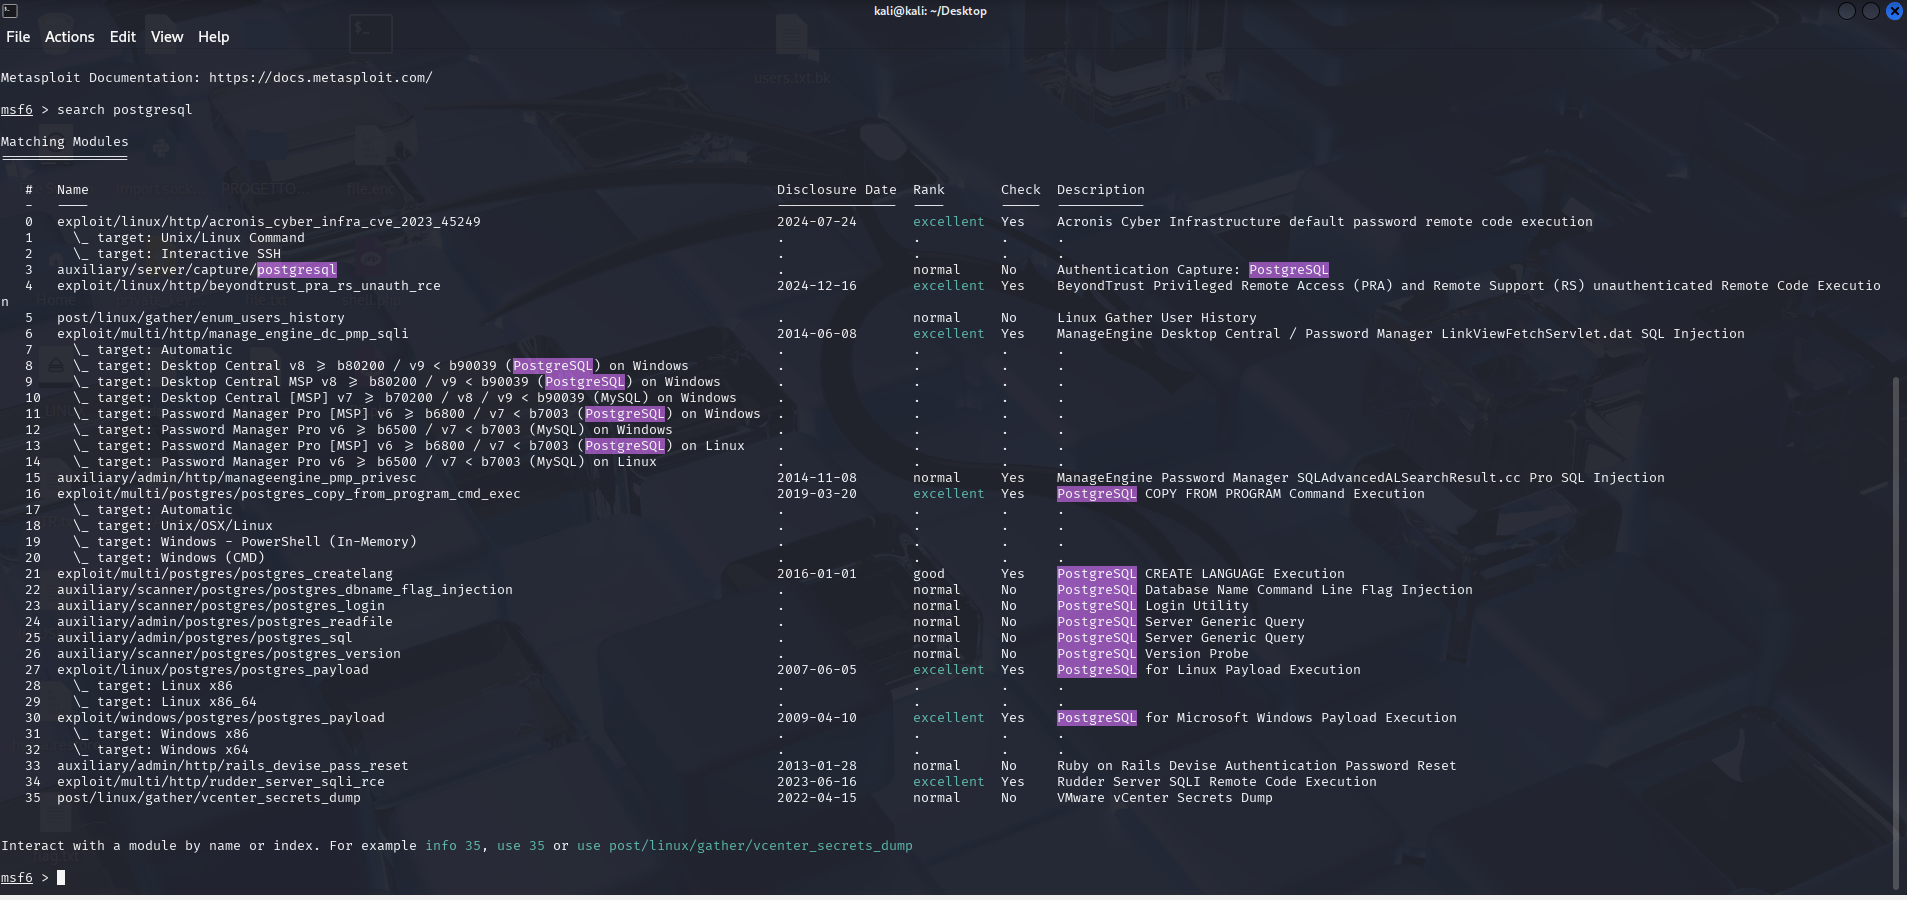 kali@kali: ~/Desktop
File Actions Edit View Help
users.txt.bk
Metasploit Documentation: https://docs.metasploit.com/
msf6 > search postgresql
Matching Modules
================
# Name Disclosure Date Rank Check Description
- ---- --------------- ---- ----- -----------
0 exploit/linux/http/acronis_cyber_infra_cve_2023_45249 2024-07-24 excellent Yes Acronis Cyber Infrastructure default password remote code execution
1 \_ target: Unix/Linux Command . . . .
2 \_ target: Interactive SSH . . . .
3 auxiliary/server/capture/postgresql . normal No Authentication Capture: PostgreSQL
4 exploit/linux/http/beyondtrust_pra_rs_unauth_rce 2024-12-16 excellent Yes BeyondTrust Privileged Remote Access (PRA) and Remote Support (RS) unauthenticated Remote Code Executio
n
5 post/linux/gather/enum_users_history . normal No Linux Gather User History
6 exploit/multi/http/manage_engine_dc_pmp_sqli 2014-06-08 excellent Yes ManageEngine Desktop Central / Password Manager LinkViewFetchServlet.dat SQL Injection
7 \_ target: Automatic . . . .
8 \_ target: Desktop Central v8 >= b80200 / v9 < b90039 (PostgreSQL) on Windows . . . .
9 \_ target: Desktop Central MSP v8 >= b80200 / v9 < b90039 (PostgreSQL) on Windows . . . .
10 \_ target: Desktop Central [MSP] v7 >= b70200 / v8 / v9 < b90039 (MySQL) on Windows . . . .
11 \_ target: Password Manager Pro [MSP] v6 >= b6800 / v7 < b7003 (PostgreSQL) on Windows . . . .
12 \_ target: Password Manager Pro v6 >= b6500 / v7 < b7003 (MySQL) on Windows . . . .
13 \_ target: Password Manager Pro [MSP] v6 >= b6800 / v7 < b7003 (PostgreSQL) on Linux . . . .
14 \_ target: Password Manager Pro v6 >= b6500 / v7 < b7003 (MySQL) on Linux . . . .
15 auxiliary/admin/http/manageengine_pmp_privesc 2014-11-08 normal Yes ManageEngine Password Manager SQLAdvancedALSearchResult.cc Pro SQL Injection
16 exploit/multi/postgres/postgres_copy_from_program_cmd_exec 2019-03-20 excellent Yes PostgreSQL COPY FROM PROGRAM Command Execution
17 \_ target: Automatic . . . .
18 \_ target: Unix/OSX/Linux . . . .
19 \_ target: Windows - PowerShell (In-Memory) . . . .
20 \_ target: Windows (CMD) . . . .
21 exploit/multi/postgres/postgres_createlang 2016-01-01 good Yes PostgreSQL CREATE LANGUAGE Execution
22 auxiliary/scanner/postgres/postgres_dbname_flag_injection . normal No PostgreSQL Database Name Command Line Flag Injection
23 auxiliary/scanner/postgres/postgres_login . normal No PostgreSQL Login Utility
24 auxiliary/admin/postgres/postgres_readfile . normal No PostgreSQL Server Generic Query
25 auxiliary/admin/postgres/postgres_sql . normal No PostgreSQL Server Generic Query
26 auxiliary/scanner/postgres/postgres_version . normal No PostgreSQL Version Probe
27 exploit/linux/postgres/postgres_payload 2007-06-05 excellent Yes PostgreSQL for Linux Payload Execution
28 \_ target: Linux x86 . . . .
29 \_ target: Linux x86_64 . . . .
30 exploit/windows/postgres/postgres_payload 2009-04-10 excellent Yes PostgreSQL for Microsoft Windows Payload Execution
31 \_ target: Windows x86 . . . .
32 \_ target: Windows x64 . . . .
33 auxiliary/admin/http/rails_devise_pass_reset 2013-01-28 normal No Ruby on Rails Devise Authentication Password Reset
34 exploit/multi/http/rudder_server_sqli_rce 2023-06-16 excellent Yes Rudder Server SQLI Remote Code Execution
35 post/linux/gather/vcenter_secrets_dump 2022-04-15 normal No VMware vCenter Secrets Dump
Interact with a module by name or index. For example info 35, use 35 or use post/linux/gather/vcenter_secrets_dump
msf6 >